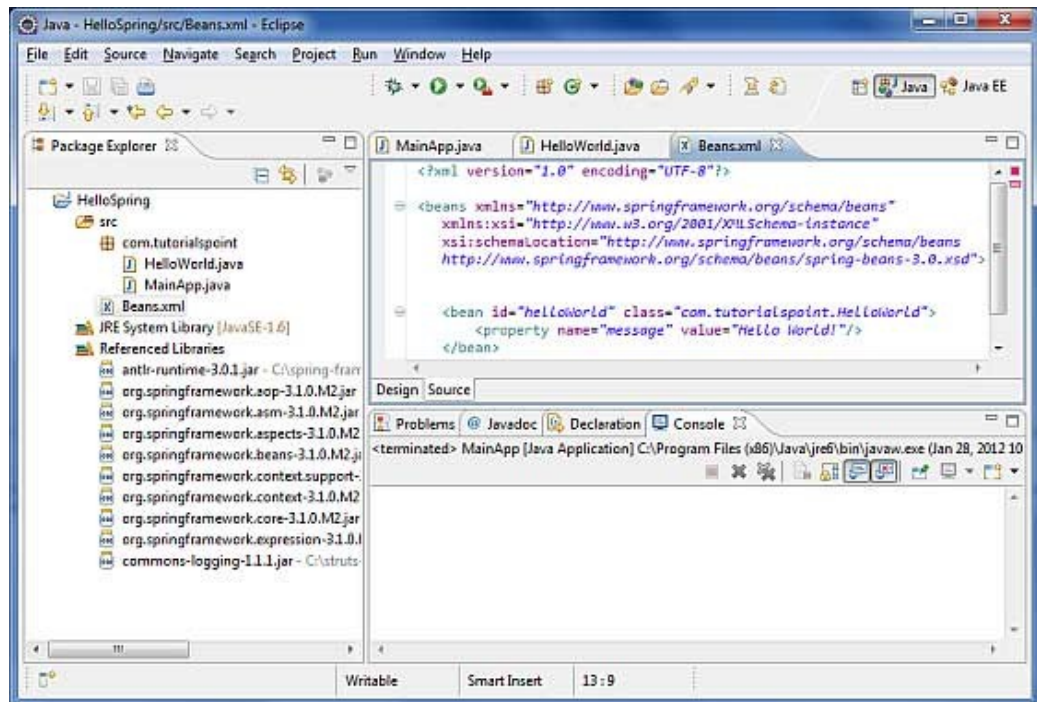 Java - HelloSpring/src/Beans.xml - Eclipse
File Edit Source Navigate Search Project Run Window Help
Java Java EE
Package Explorer
HelloSpring
src
com.tutorialspoint
HelloWorld.java
MainApp.java
Beans.xml
JRE System Library [JavaSE-1.6]
Referenced Libraries
antlr-runtime-3.0.1.jar - C:\spring-fram
org.springframework.aop-3.1.0.M2.jar
org.springframework.asm-3.1.0.M2.jar
org.springframework.aspects-3.1.0.M2
org.springframework.beans-3.1.0.M2.ja
org.springframework.context.support-
org.springframework.context-3.1.0.M2
org.springframework.core-3.1.0.M2.jar
org.springframework.expression-3.1.0.
commons-logging-1.1.1.jar - C:\struts-
MainApp.java HelloWorld.java Beans.xml
<?xml version="1.0" encoding="UTF-8"?>
<beans xmlns="http://www.springframework.org/schema/beans"
xmlns:xsi="http://www.w3.org/2001/XMLSchema-instance"
xsi:schemaLocation="http://www.springframework.org/schema/beans
http://www.springframework.org/schema/beans/spring-beans-3.0.xsd">
<bean id="helloWorld" class="com.tutorialspoint.HelloWorld">
<property name="message" value="Hello World!"/>
</bean>
Design Source
Problems Javadoc Declaration Console
<terminated> MainApp [Java Application] C:\Program Files (x86)\Java\jre6\bin\javaw.exe (Jan 28, 2012 10
Writable Smart Insert 13:9